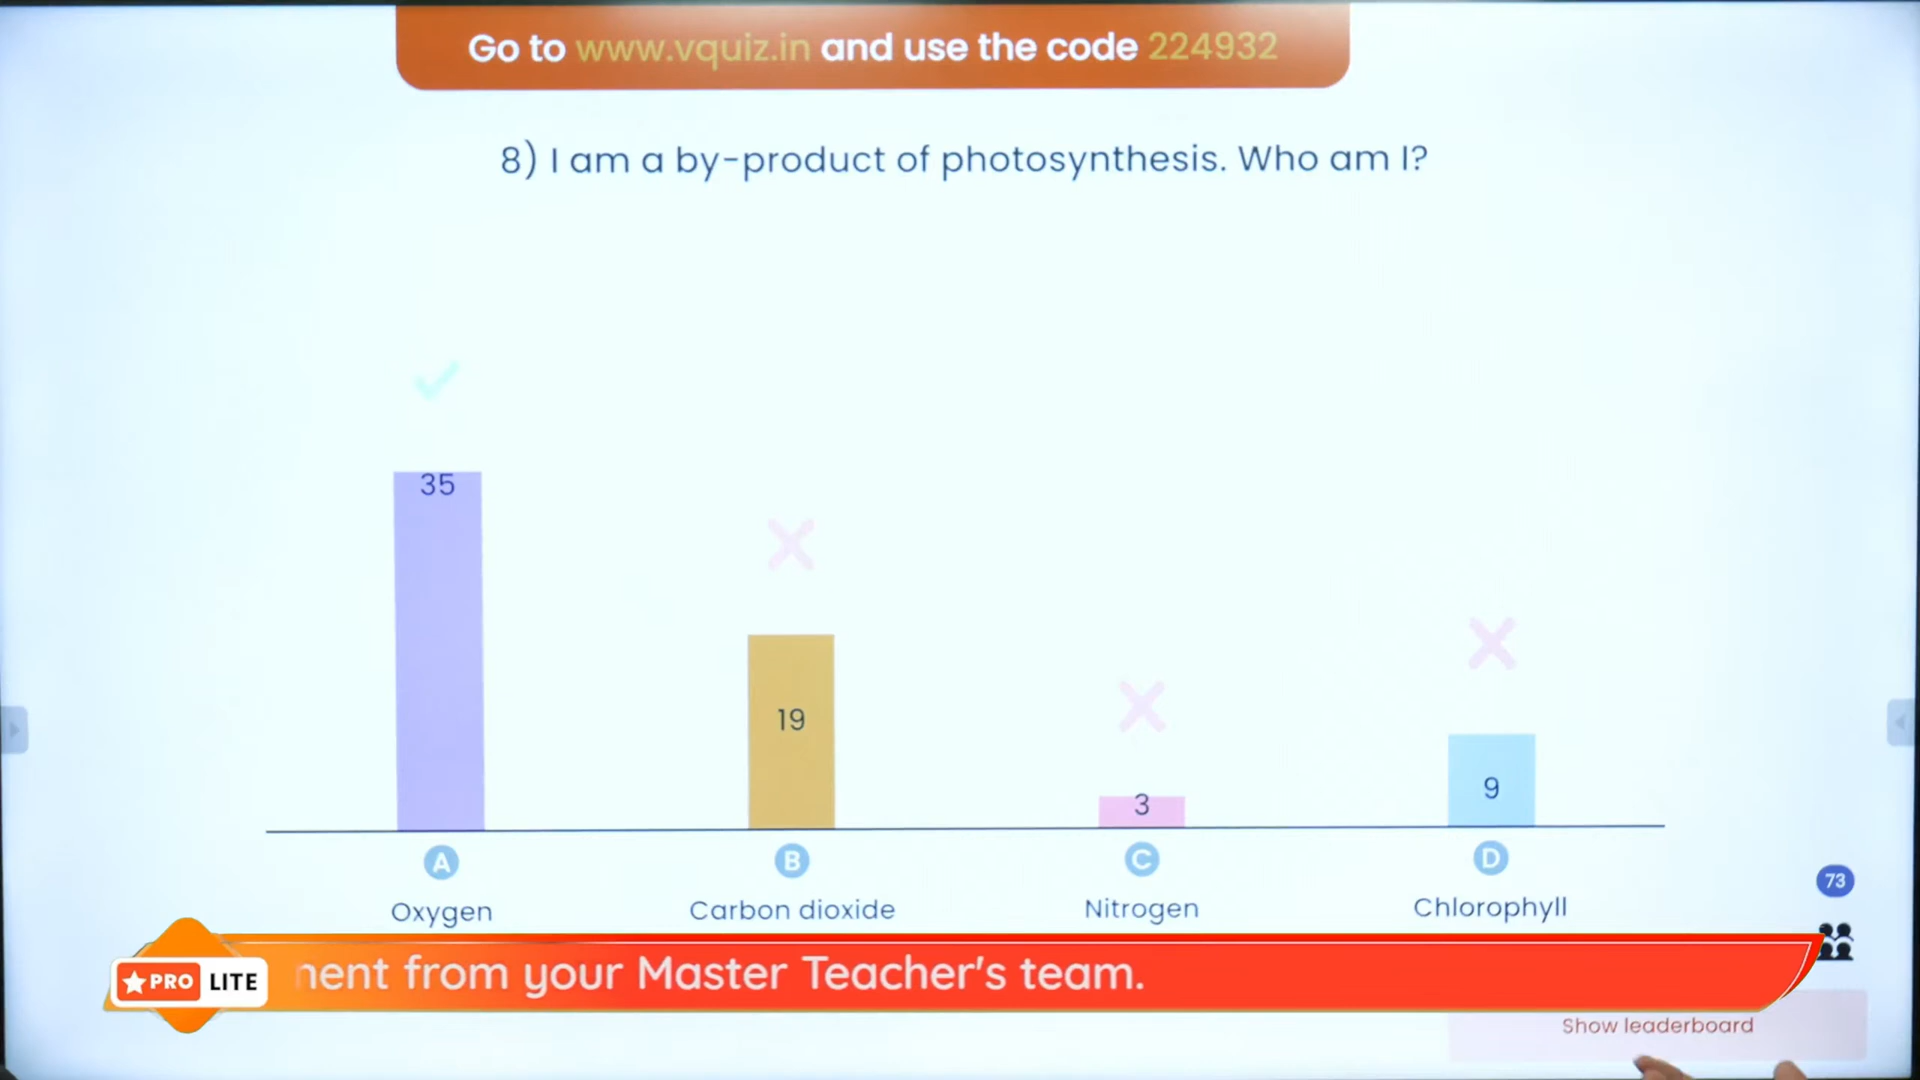 Go to www.vquiz.in and use the code 224932
8) I am a by-product of photosynthesis. Who am I?
35
19
3
9
A
B
C
D
Oxygen
Carbon dioxide
Nitrogen
Chlorophyll
73
PRO LITE
nent from your Master Teacher's team.
Show leaderboard